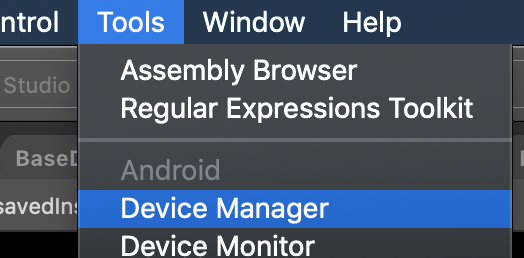 ntrol Tools Window Help
Studio
Assembly Browser
Regular Expressions Toolkit
BaseD
Android
savedIns
Device Manager
Device Monitor